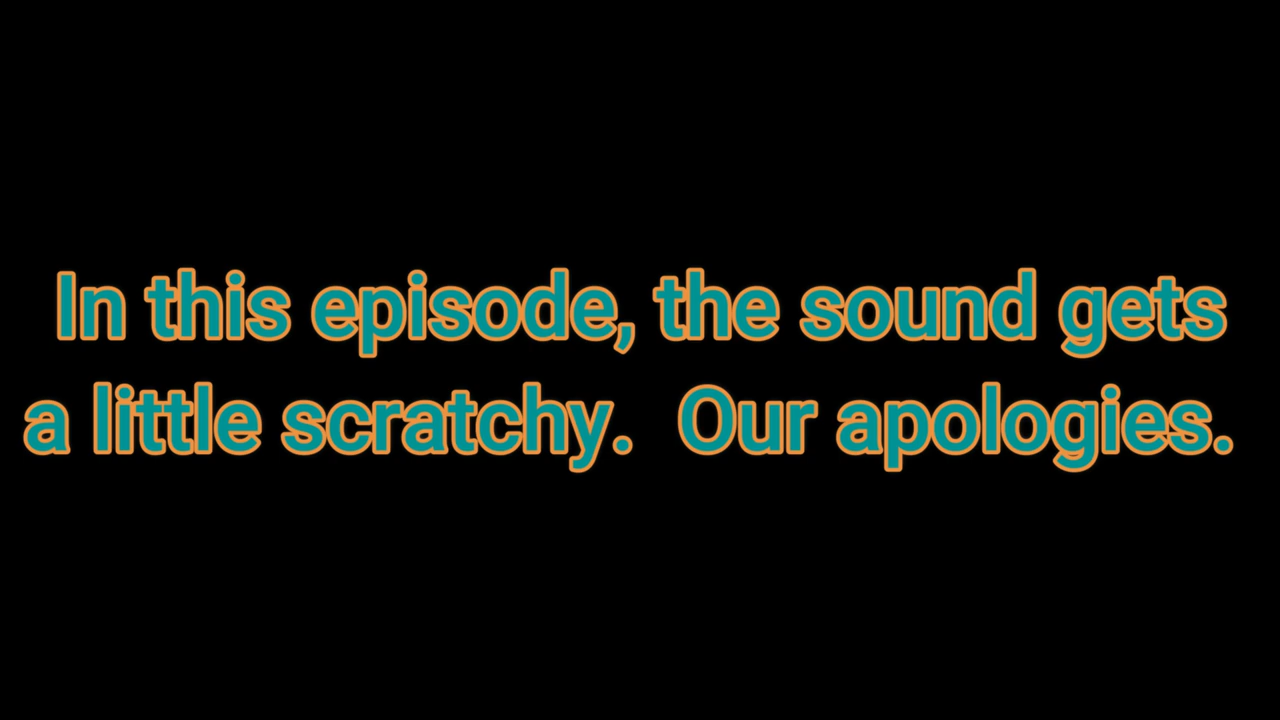 In this episode, the sound gets
a little scratchy.  Our apologies.